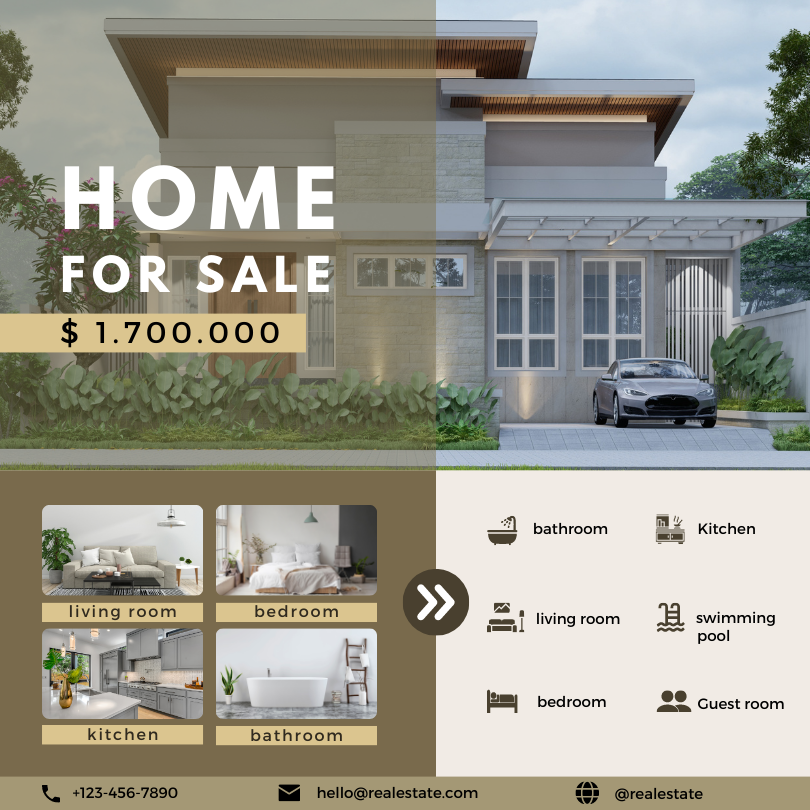 HOME
FOR SALE
$ 1.700.000
living room
bedroom
kitchen
bathroom
bathroom
Kitchen
living room
swimming
pool
bedroom
Guest room
+123-456-7890
hello@realestate.com
@realestate